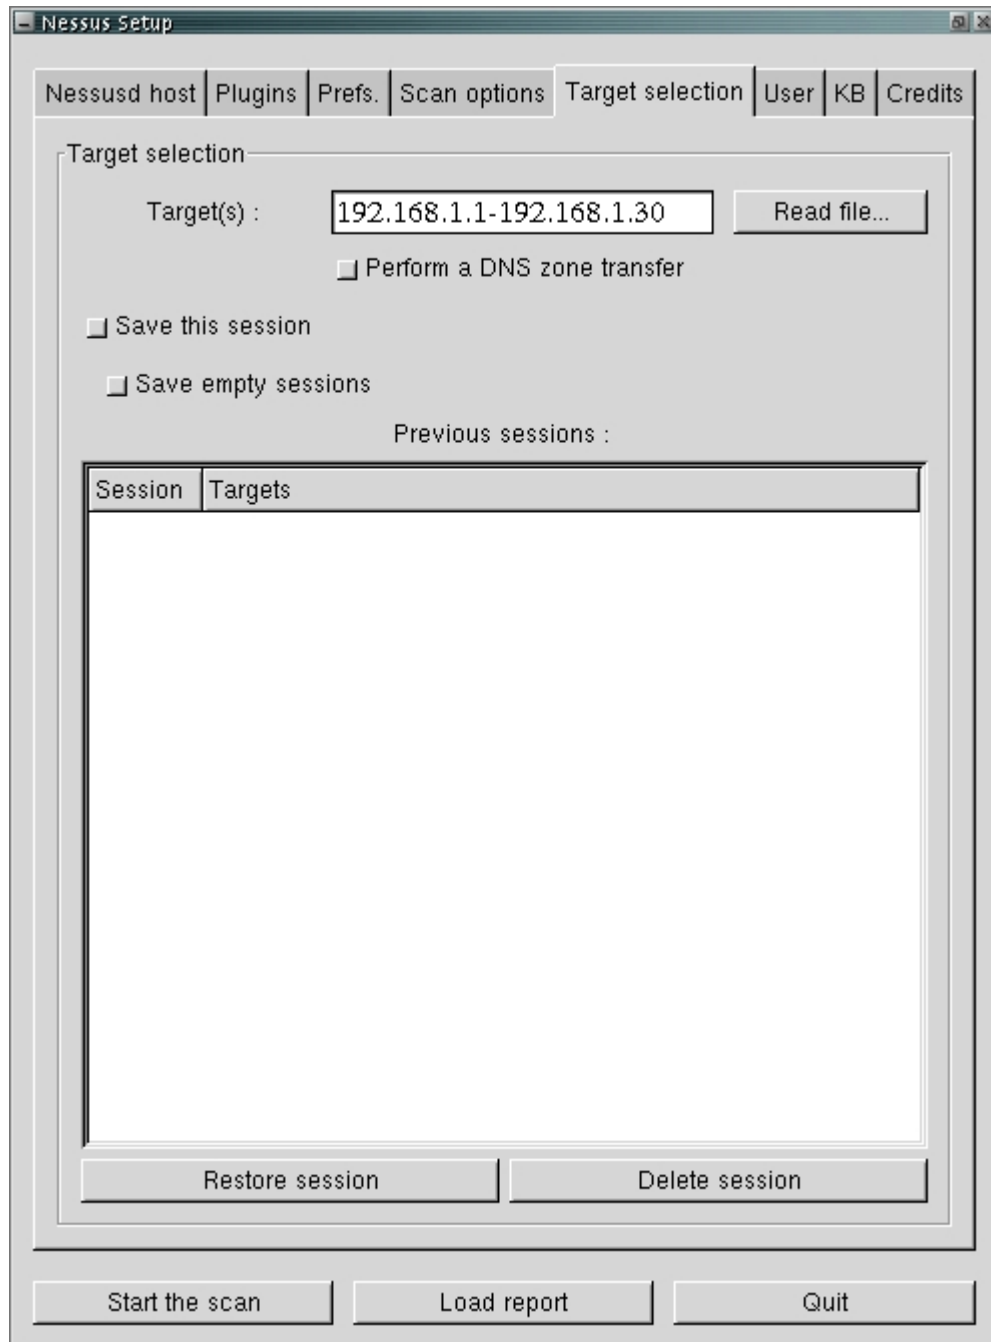 Nessus Setup
Nessusd host Plugins Prefs. Scan options Target selection User KB Credits
Target selection
Target(s) : 192.168.1.1-192.168.1.30 Read file...
Perform a DNS zone transfer
Save this session
Save empty sessions
Previous sessions :
Session Targets
Restore session Delete session
Start the scan Load report Quit